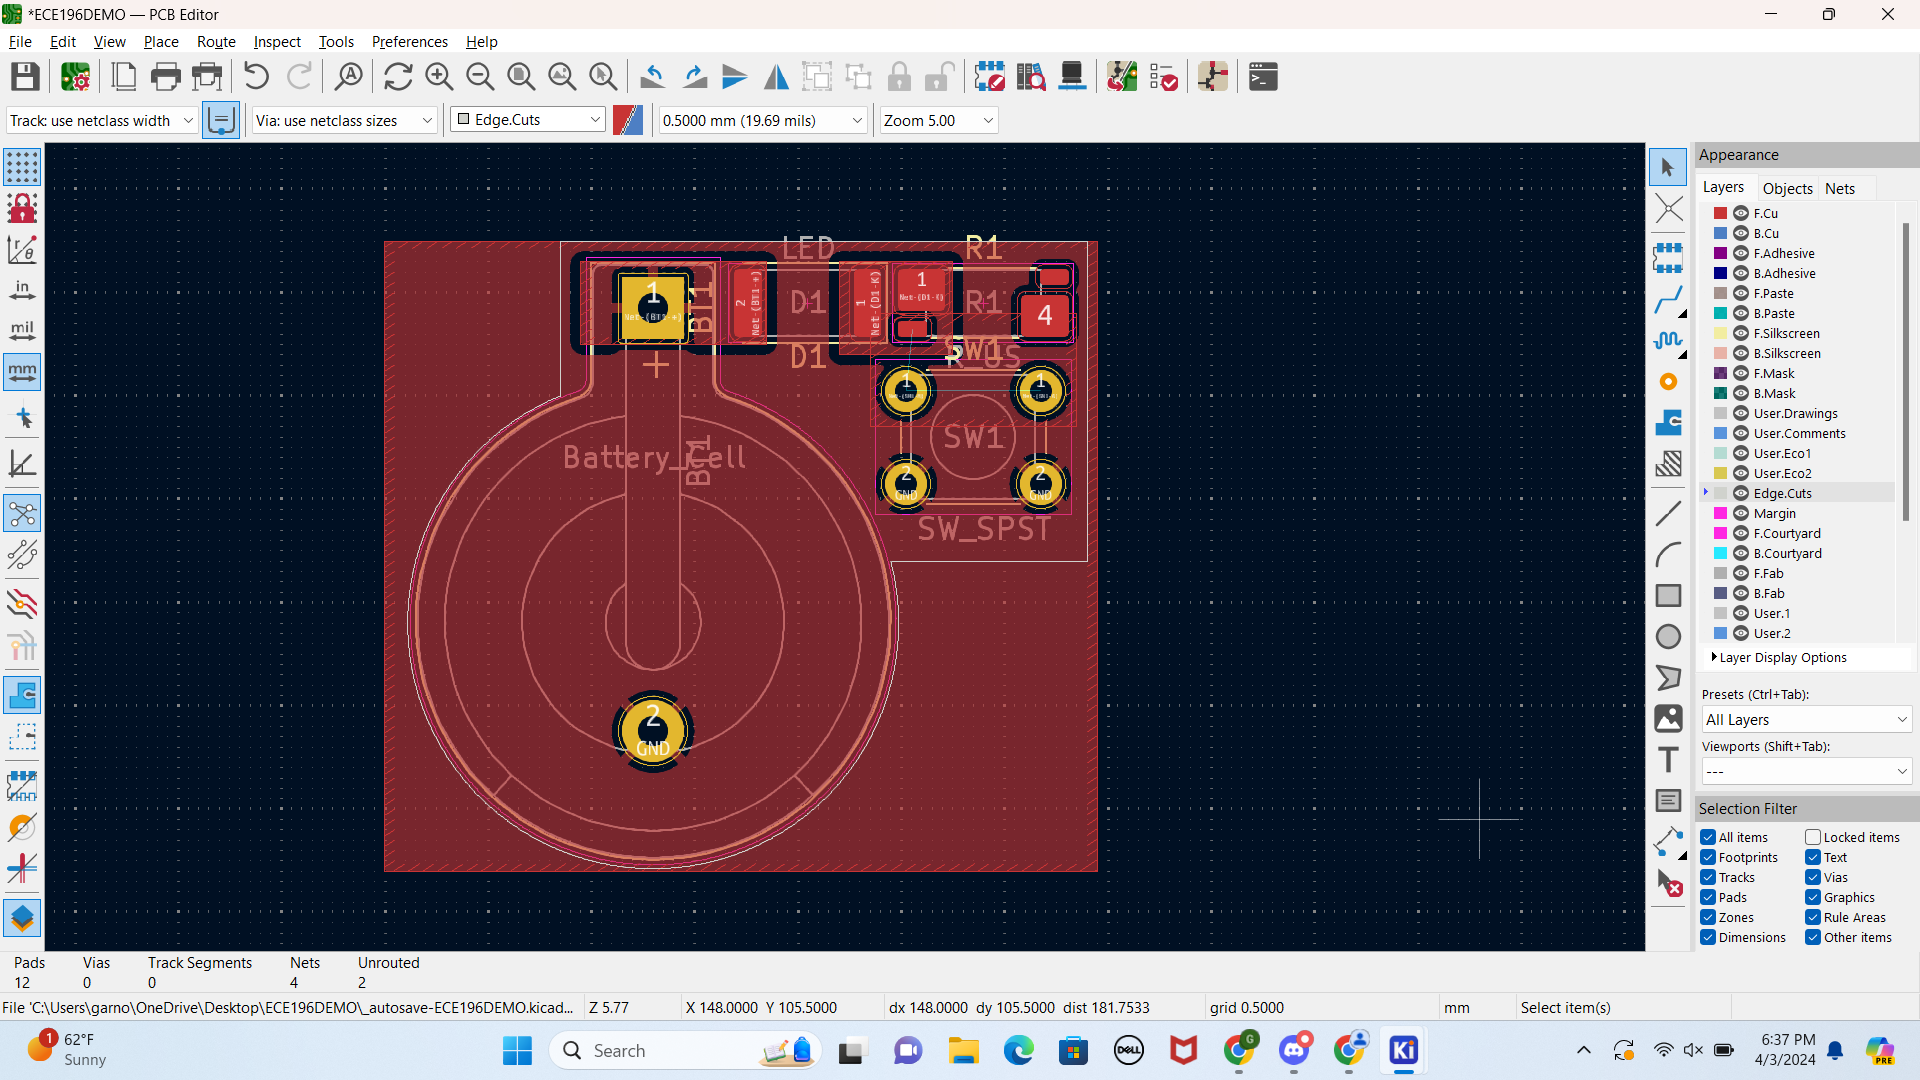 *ECE196DEMO — PCB Editor
File Edit View Place Route Inspect Tools Preferences Help
Track: use netclass width
Via: use netclass sizes
Edge.Cuts
0.5000 mm (19.69 mils)
Zoom 5.00
in
mil
mm
LED
R1
1
Net-(BT1-+)
BT1
2
Net-(BT1-+)
D1
1
Net-(D1-K)
1
Net-(D1-K)
R1
4
+
D1
SW1
R_US
1
1
SW1
2
GND
2
GND
SW_SPST
Battery_Cell
BT1
2
GND
Appearance
Layers Objects Nets
F.Cu
B.Cu
F.Adhesive
B.Adhesive
F.Paste
B.Paste
F.Silkscreen
B.Silkscreen
F.Mask
B.Mask
User.Drawings
User.Comments
User.Eco1
User.Eco2
Edge.Cuts
Margin
F.Courtyard
B.Courtyard
F.Fab
B.Fab
User.1
User.2
Layer Display Options
Presets (Ctrl+Tab):
All Layers
Viewports (Shift+Tab):
---
Selection Filter
All items Locked items
Footprints Text
Tracks Vias
Pads Graphics
Zones Rule Areas
Dimensions Other items
Pads Vias Track Segments Nets Unrouted
12 0 0 4 2
File 'C:\Users\garno\OneDrive\Desktop\ECE196DEMO\_autosave-ECE196DEMO.kicad...
Z 5.77
X 148.0000 Y 105.5000
dx 148.0000 dy 105.5000 dist 181.7533
grid 0.5000
mm
Select item(s)
1
62°F
Sunny
Search
DELL
G
Ki
6:37 PM
4/3/2024
PRE